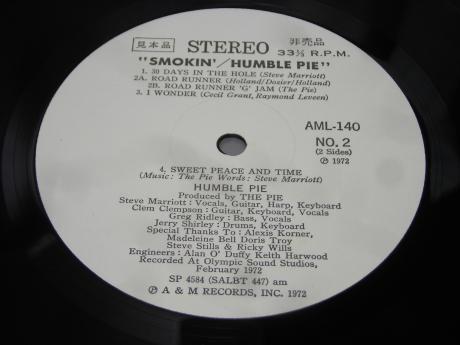 見本品 STEREO 非売品
33⅓ R.P.M.
"SMOKIN'/HUMBLE PIE"
1. 30 DAYS IN THE HOLE (Steve Marriott)
2A. ROAD RUNNER (Holland/Dozier/Holland)
2B. ROAD RUNNER 'G' JAM (The Pie)
3. I WONDER (Cecil Grant, Raymond Leveen)
AML-140
NO. 2
(2 Sides)
Ⓟ 1972
4. SWEET PEACE AND TIME
(Music: The Pie Words: Steve Marriott)
HUMBLE PIE
Produced by THE PIE
Steve Marriott: Vocals, Guitar, Harp, Keyboard
Clem Clempson: Guitar, Keyboard, Vocals
Greg Ridley: Bass, Vocals
Jerry Shirley: Drums, Keyboard
Special Thanks To: Alexis Korner,
Madeleine Bell Doris Troy
Steve Stills & Ricky Wills
Engineers: Alan O' Duffy Keith Harwood
Recorded At Olympic Sound Studios,
February 1972
SP 4584 (SALBT 447) am
Ⓟ A & M RECORDS, INC. 1972